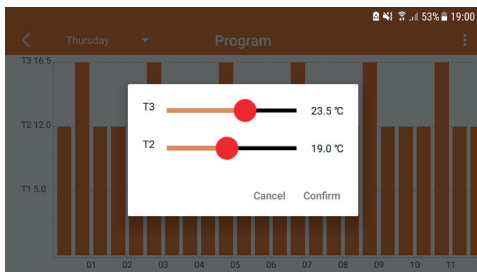 53% 19:00
Thursday Program
T3 16.5
T3 23.5 °C
T2 12.0
T2 19.0 °C
T1 5.0
Cancel Confirm
01 02 03 04 05 06 07 08 09 10 11